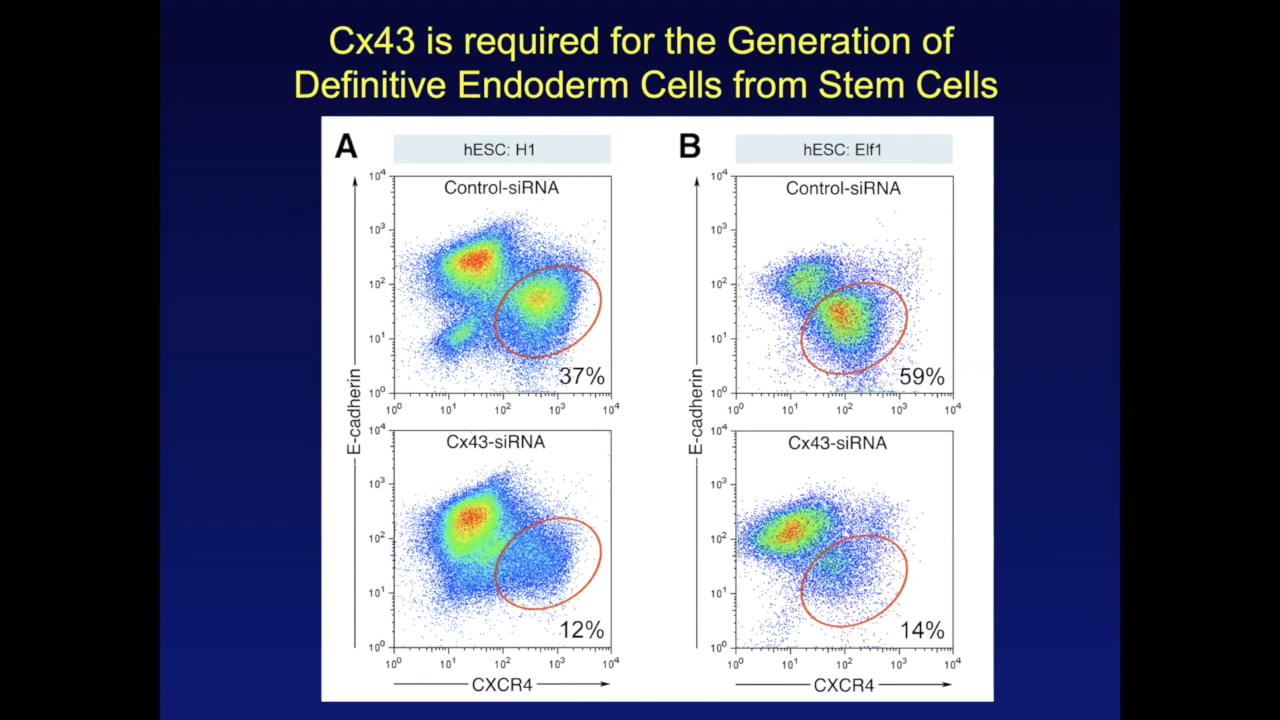 Cx43 is required for the Generation of
Definitive Endoderm Cells from Stem Cells
A
hESC: H1
Control-siRNA
10⁴
10³
10²
10¹
10⁰
37%
10⁰ 10¹ 10² 10³ 10⁴
Cx43-siRNA
10⁴
10³
10²
10¹
10⁰
12%
10⁰ 10¹ 10² 10³ 10⁴
E-cadherin
CXCR4
B
hESC: Elf1
Control-siRNA
10⁴
10³
10²
10¹
10⁰
59%
10⁰ 10¹ 10² 10³ 10⁴
Cx43-siRNA
10⁴
10³
10²
10¹
10⁰
14%
10⁰ 10¹ 10² 10³ 10⁴
E-cadherin
CXCR4